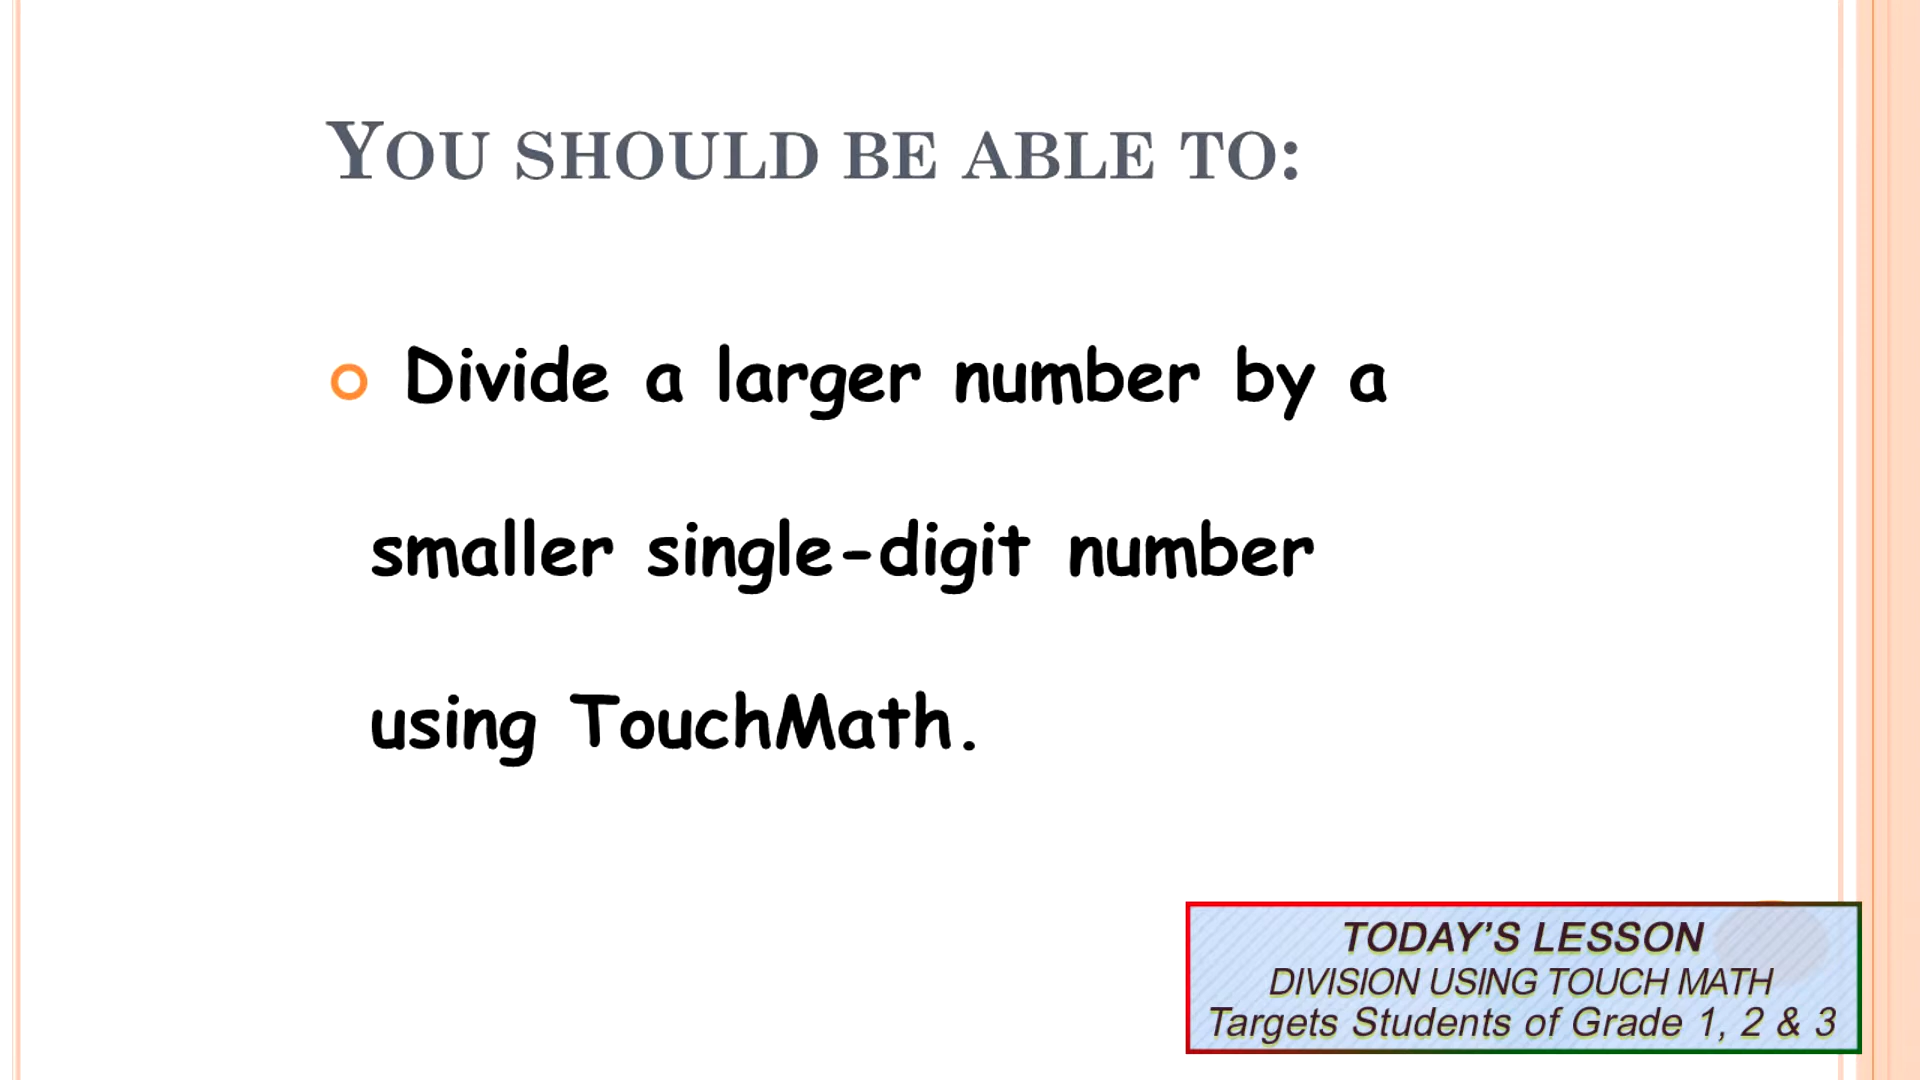 YOU SHOULD BE ABLE TO:
Divide a larger number by a
smaller single-digit number
using TouchMath.
TODAY'S LESSON
DIVISION USING TOUCH MATH
Targets Students of Grade 1, 2 & 3